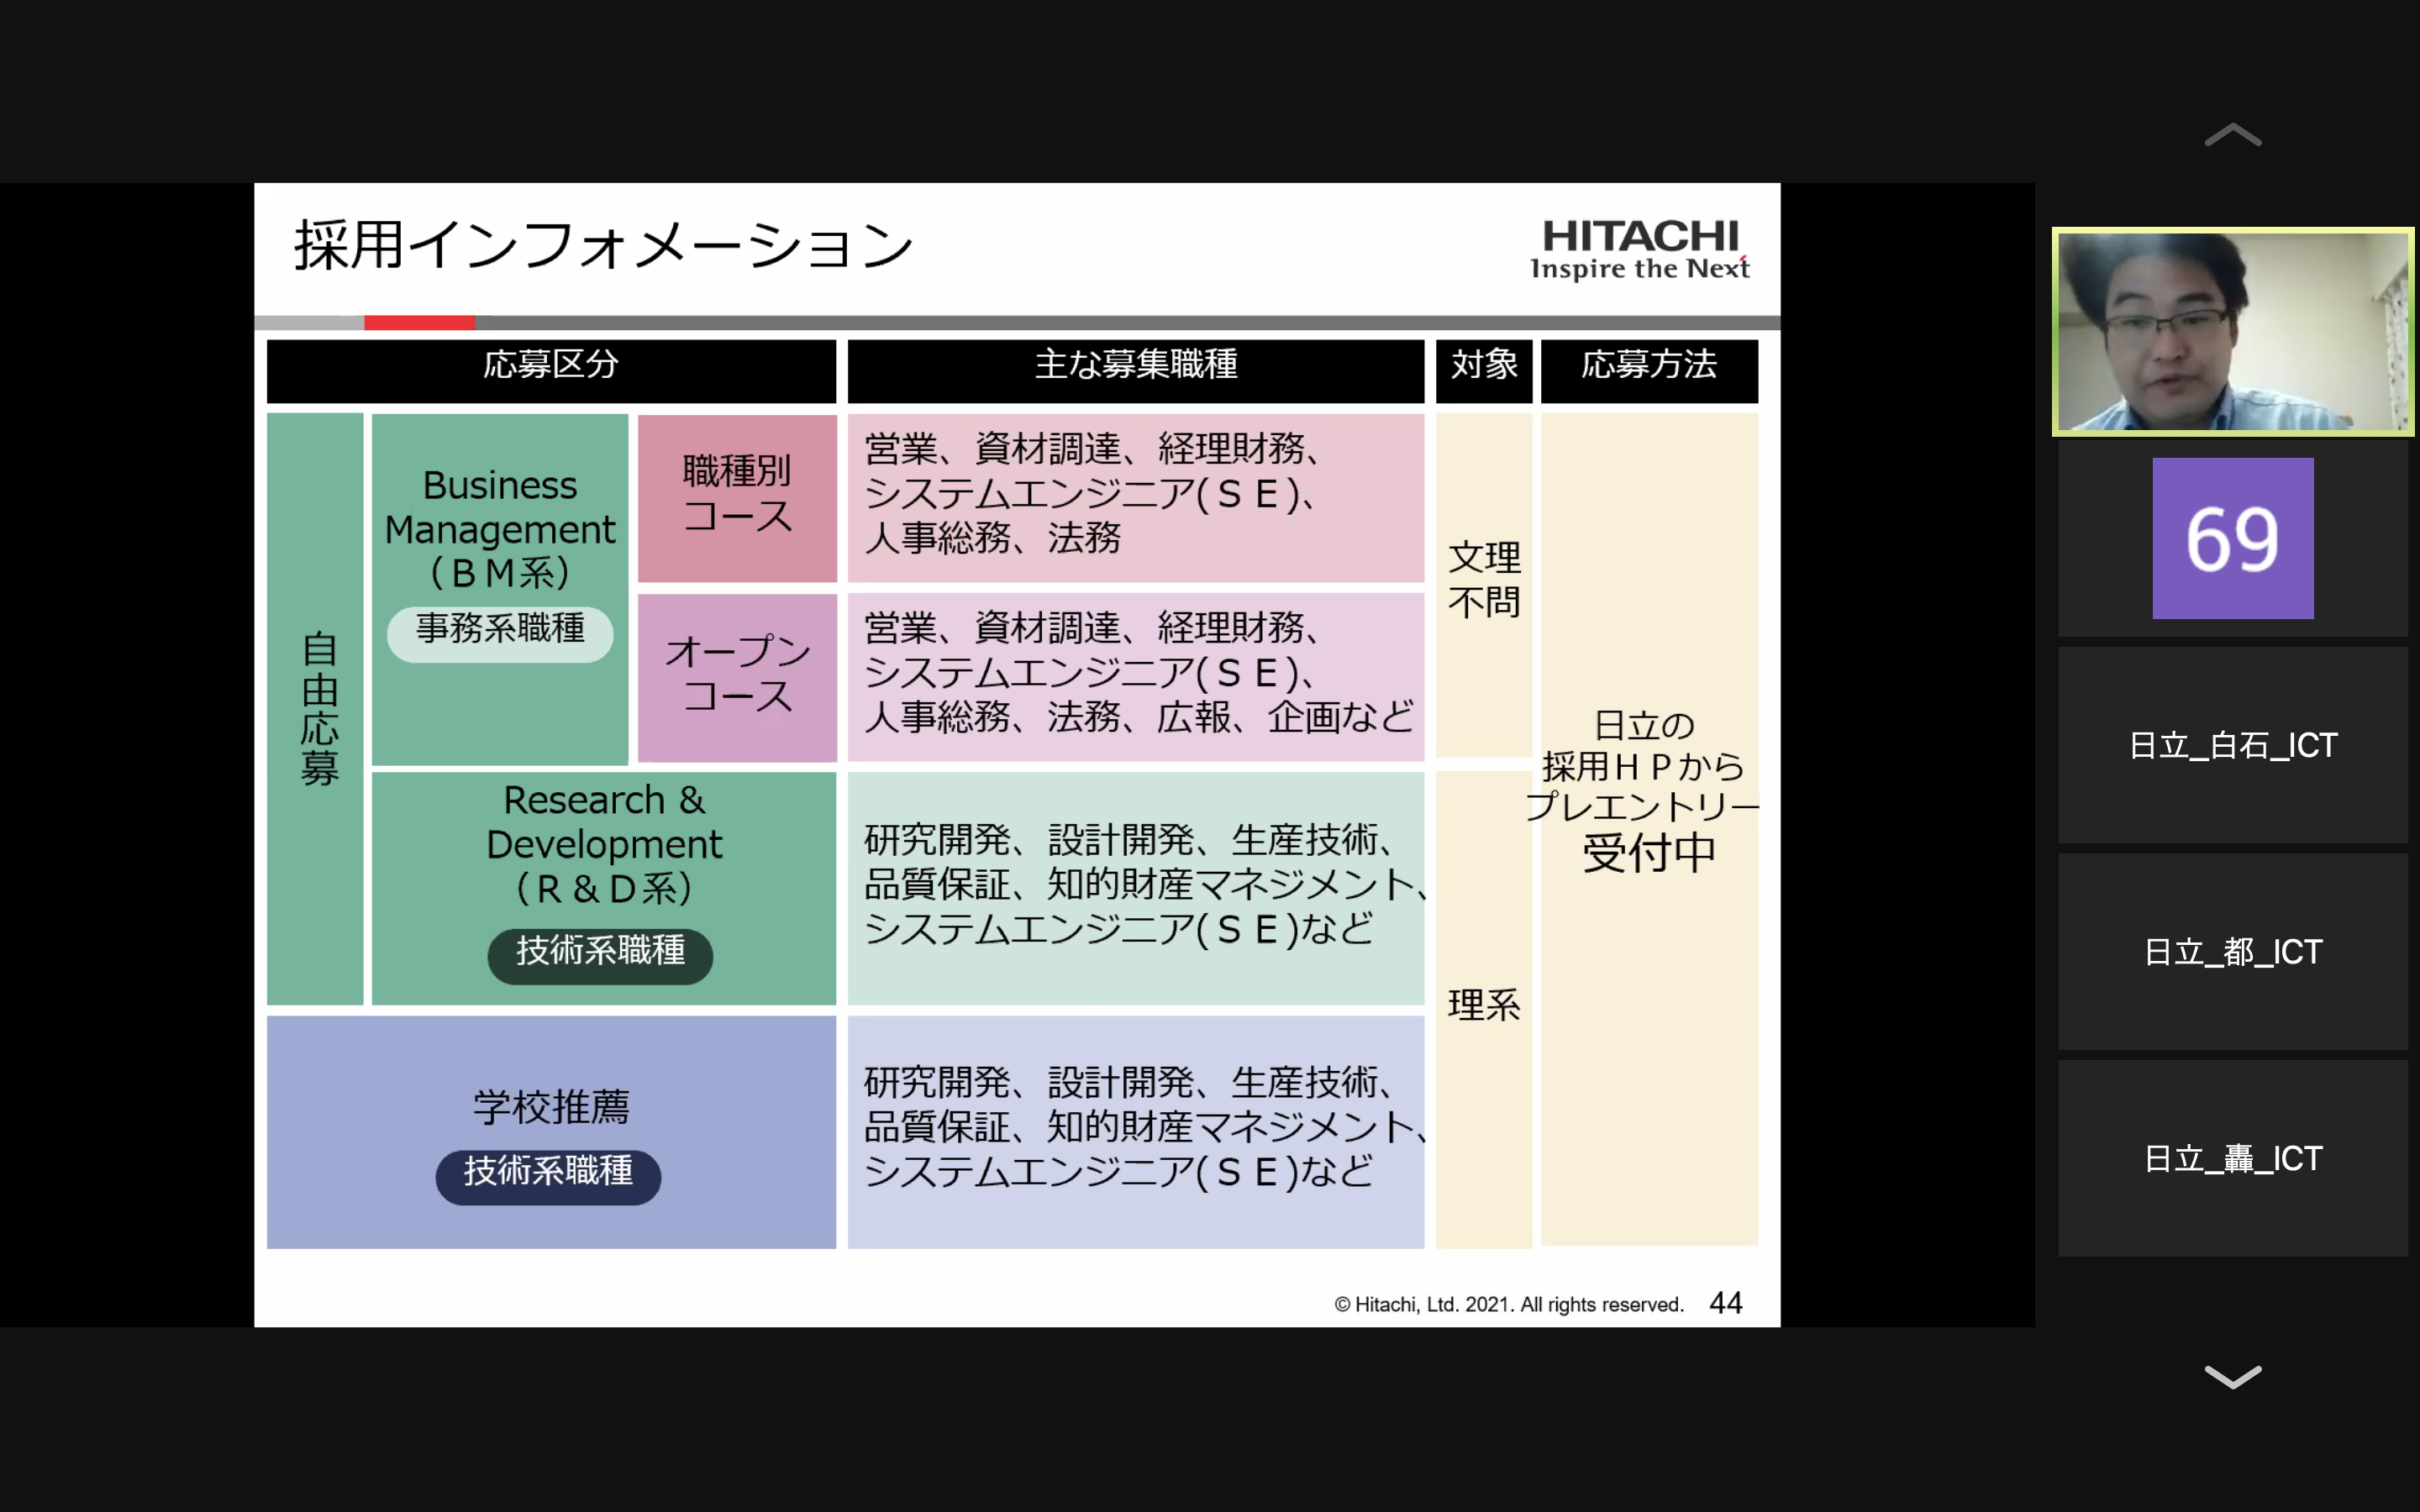 採用インフォメーション
HITACHI
Inspire the Next
応募区分
主な募集職種
対象
応募方法
自由応募
Business
Management
（ＢＭ系）
事務系職種
職種別
コース
営業、資材調達、経理財務、
システムエンジニア(ＳＥ)、
人事総務、法務
オープン
コース
営業、資材調達、経理財務、
システムエンジニア(ＳＥ)、
人事総務、法務、広報、企画など
文理
不問
Research &
Development
（Ｒ＆Ｄ系）
技術系職種
研究開発、設計開発、生産技術、
品質保証、知的財産マネジメント、
システムエンジニア(ＳＥ)など
学校推薦
技術系職種
研究開発、設計開発、生産技術、
品質保証、知的財産マネジメント、
システムエンジニア(ＳＥ)など
理系
日立の
採用ＨＰから
プレエントリー
受付中
© Hitachi, Ltd. 2021. All rights reserved.
44
69
日立_白石_ICT
日立_都_ICT
日立_轟_ICT